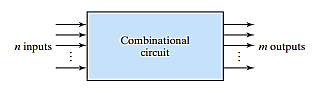 n inputs
Combinational
circuit
m outputs